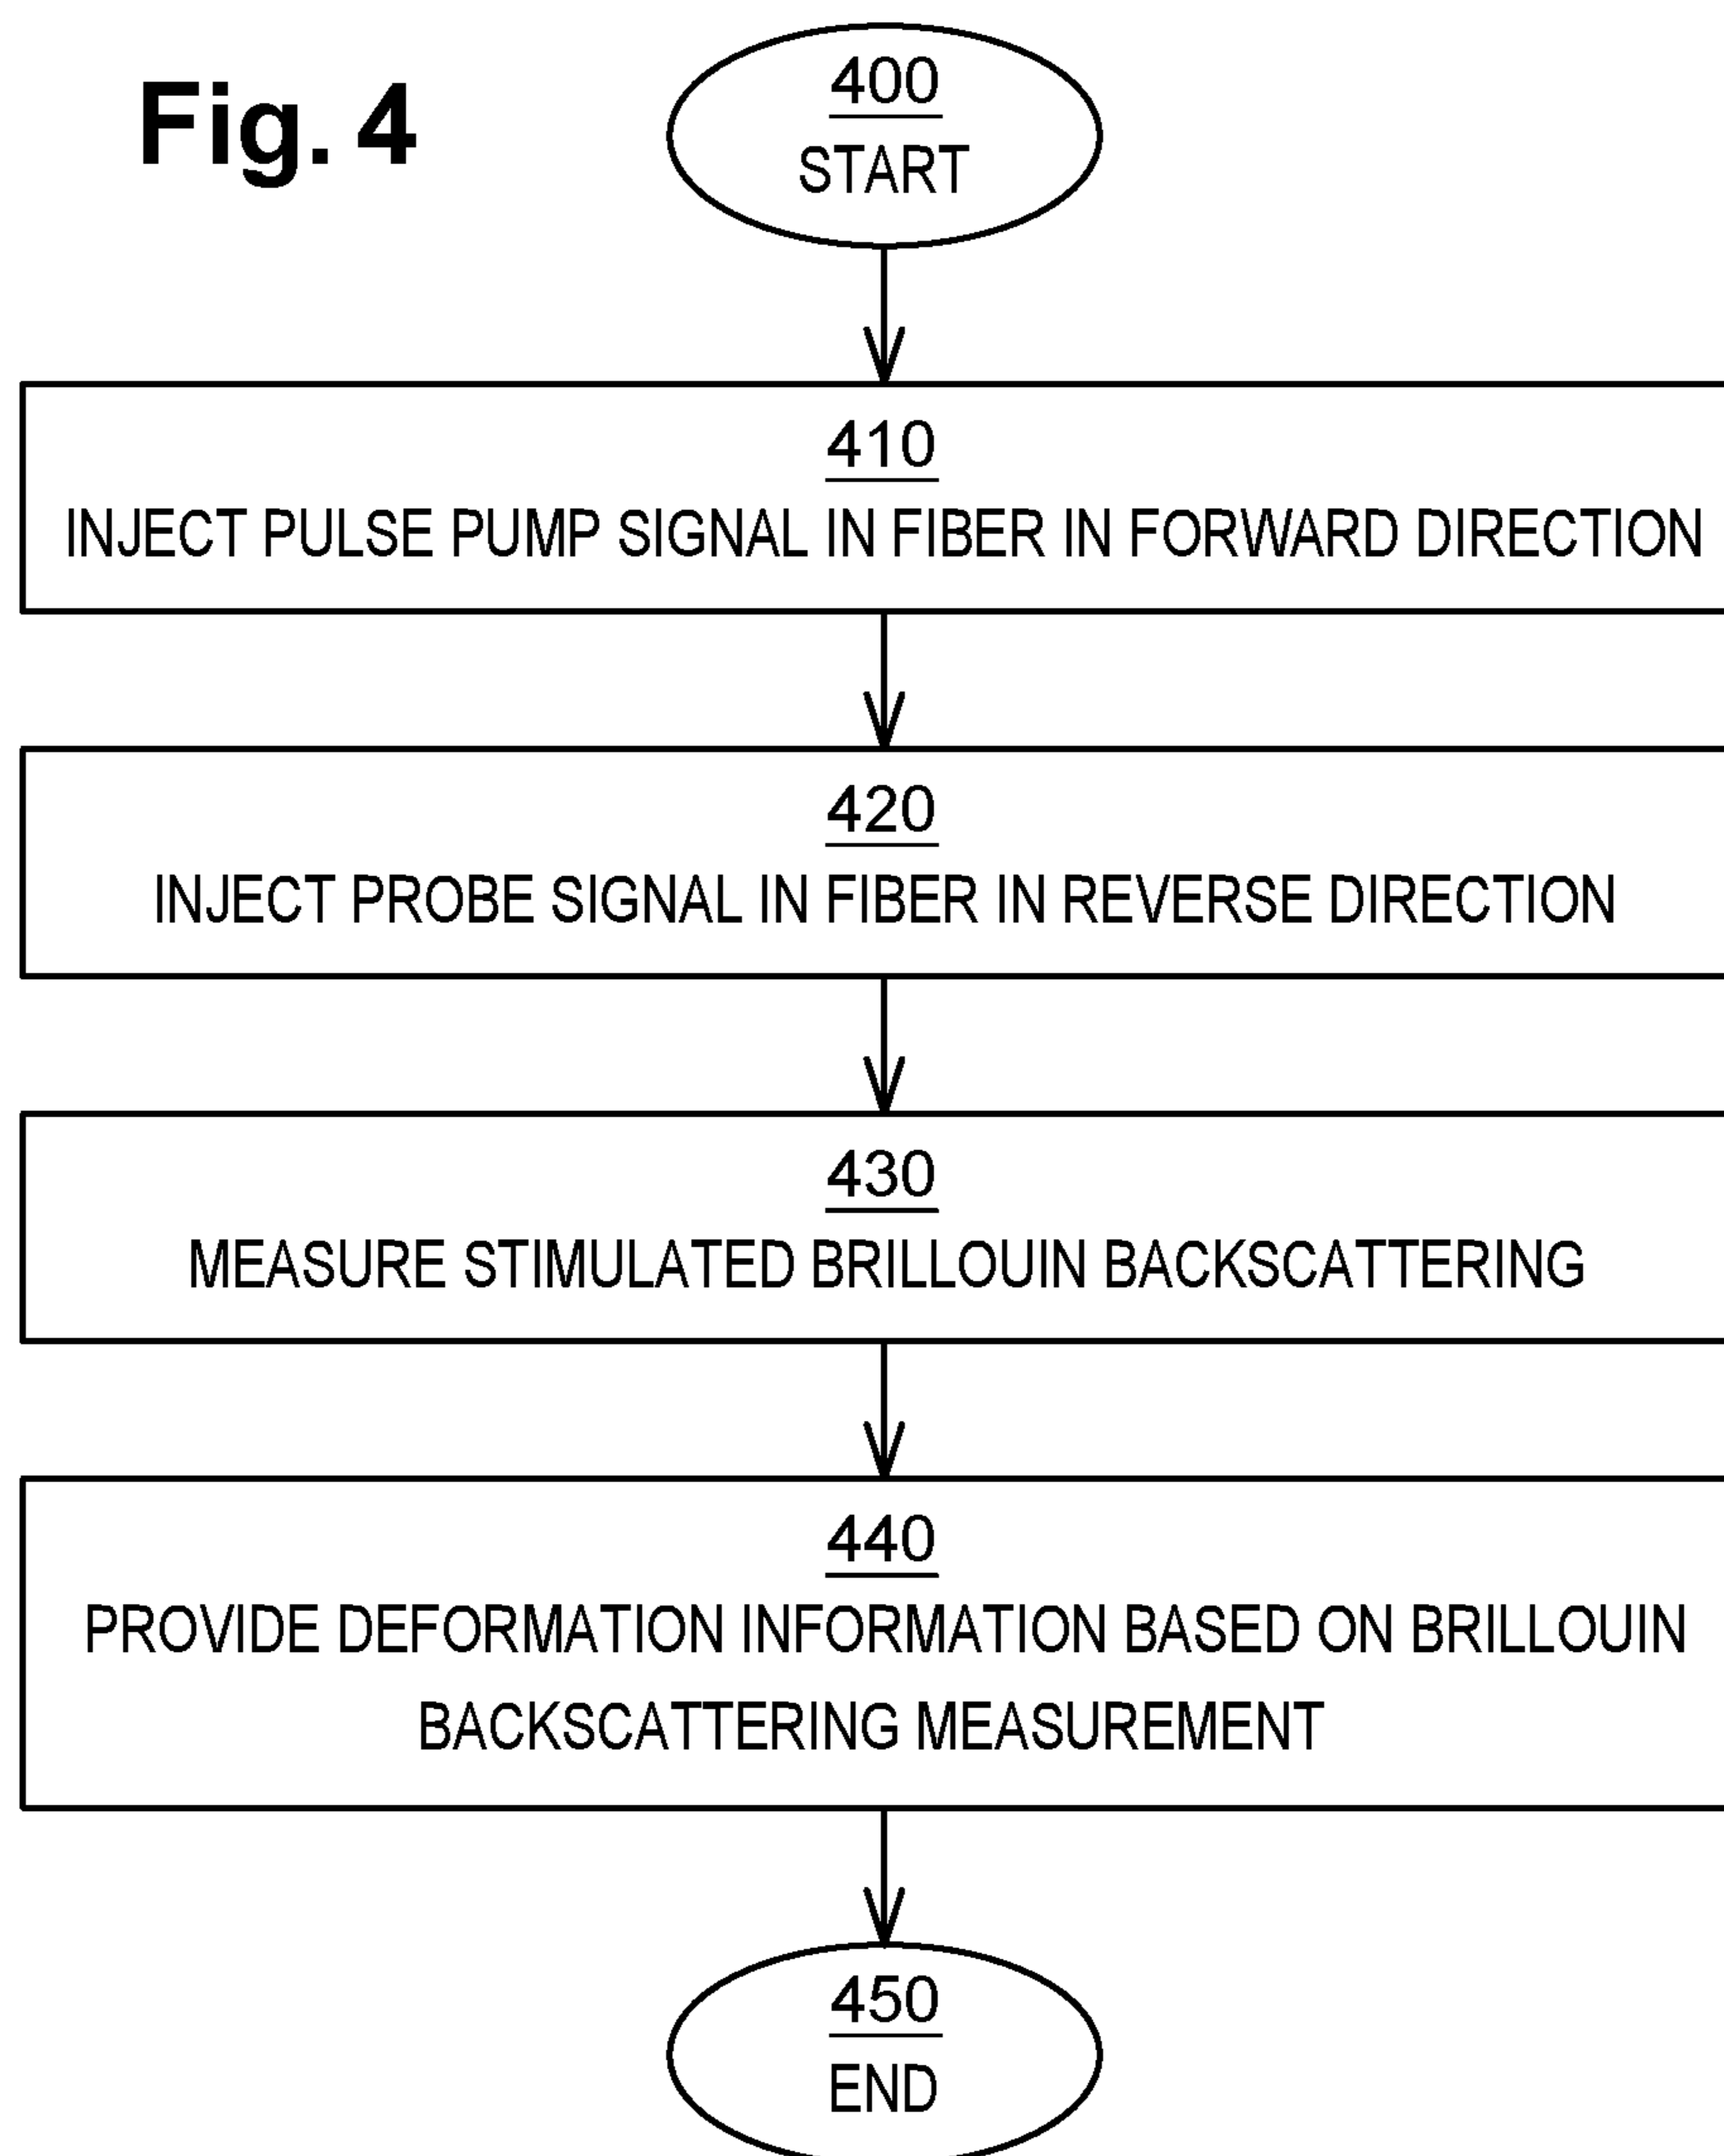 Fig. 4
400
START
410
INJECT PULSE PUMP SIGNAL IN FIBER IN FORWARD DIRECTION
420
INJECT PROBE SIGNAL IN FIBER IN REVERSE DIRECTION
430
MEASURE STIMULATED BRILLOUIN BACKSCATTERING
440
PROVIDE DEFORMATION INFORMATION BASED ON BRILLOUIN
BACKSCATTERING MEASUREMENT
450
END